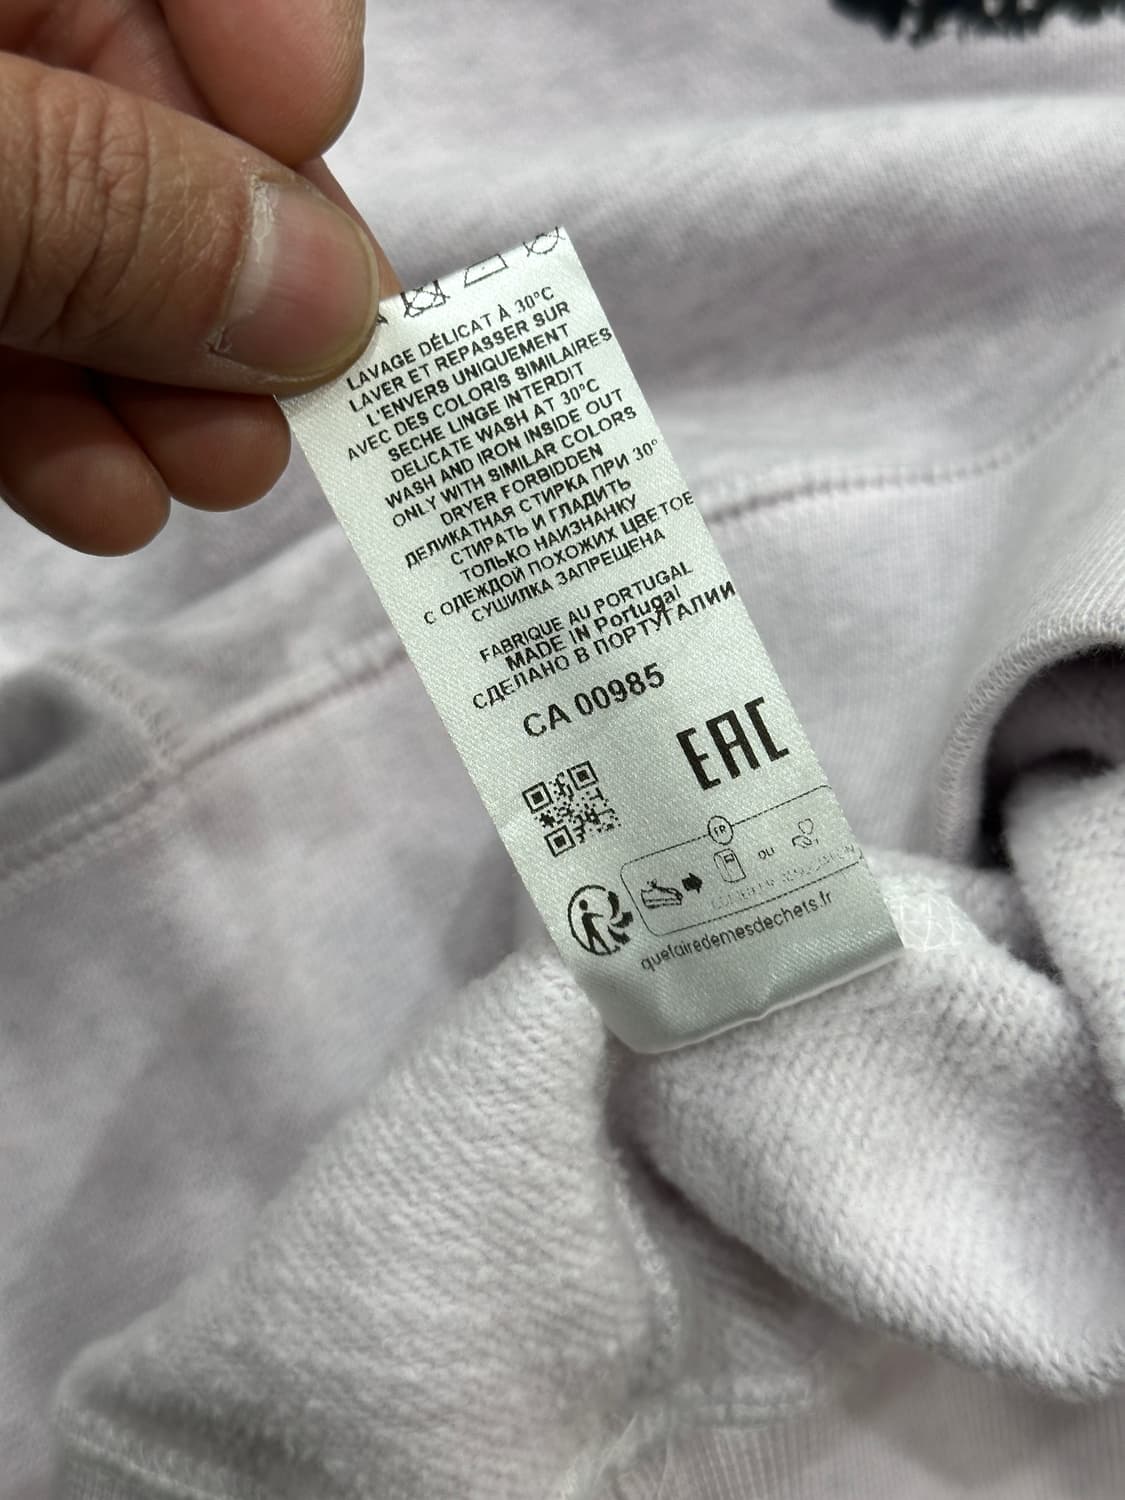 LAVAGE DÉLICAT À 30°C
LAVER ET REPASSER SUR
L'ENVERS UNIQUEMENT
AVEC DES COLORIS SIMILAIRES
SECHE LINGE INTERDIT
DELICATE WASH AT 30°C
WASH AND IRON INSIDE OUT
ONLY WITH SIMILAR COLORS
DRYER FORBIDDEN
ДЕЛИКАТНАЯ СТИРКА ПРИ 30°
СТИРАТЬ И ГЛАДИТЬ
ТОЛЬКО НАИЗНАНКУ
С ОДЕЖДОЙ ПОХОЖИХ ЦВЕТОЕ
СУШИЛКА ЗАПРЕЩЕНА
FABRIQUE AU PORTUGAL
MADE IN Portugal
СДЕЛАНО В ПОРТУГАЛИИ
CA 00985
EAC
FR
OU
quefairedemesdechets.fr